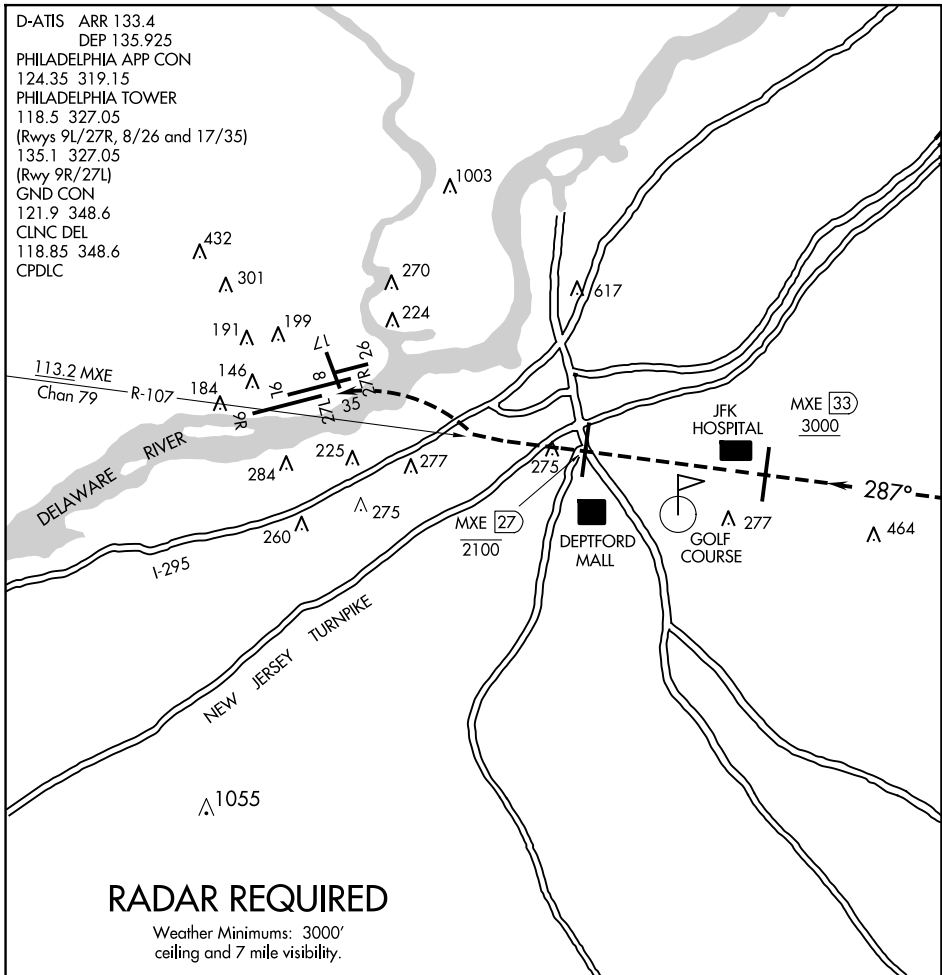 D-ATIS ARR 133.4
DEP 135.925
PHILADELPHIA APP CON
124.35 319.15
PHILADELPHIA TOWER
118.5 327.05
(Rwys 9L/27R, 8/26 and 17/35)
135.1 327.05
(Rwy 9R/27L)
GND CON
121.9 348.6
CLNC DEL
118.85 348.6
CPDLC
1003
432
301
270
617
224
191
199
17
26
113.2 MXE
Chan 79
R-107
146
8
27R
184
9L
35
27L
9R
JFK
HOSPITAL
MXE 33
3000
DELAWARE RIVER
225
284
277
275
287°
275
MXE 27
2100
260
DEPTFORD
MALL
GOLF
COURSE
277
464
I-295
NEW JERSEY TURNPIKE
1055
RADAR REQUIRED
Weather Minimums: 3000'
ceiling and 7 mile visibility.